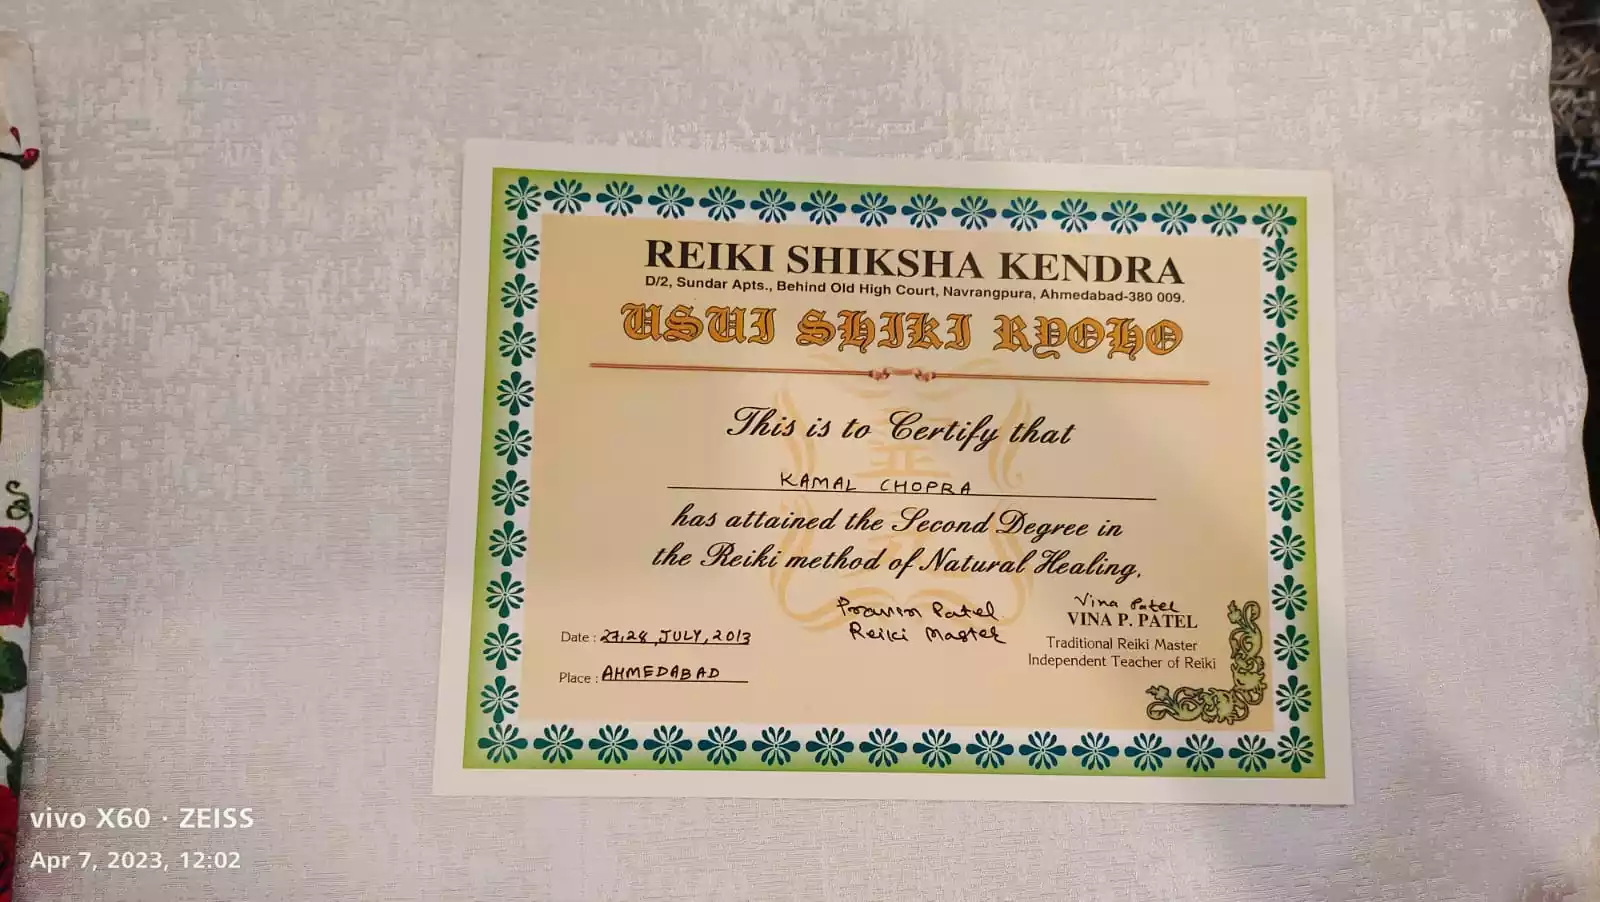 REIKI SHIKSHA KENDRA
D/2, Sundar Apts., Behind Old High Court, Navrangpura, Ahmedabad-380 009.
USUI SHIKI RYOHO
This is to Certify that
KAMAL CHOPRA
has attained the Second Degree in
the Reiki method of Natural Healing.
Pravin Patel
Reiki Master
Vina Patel
VINA P. PATEL
Traditional Reiki Master
Independent Teacher of Reiki
Date : 27,28, JULY, 2013
Place : AHMEDABAD
vivo X60 · ZEISS
Apr 7, 2023, 12:02